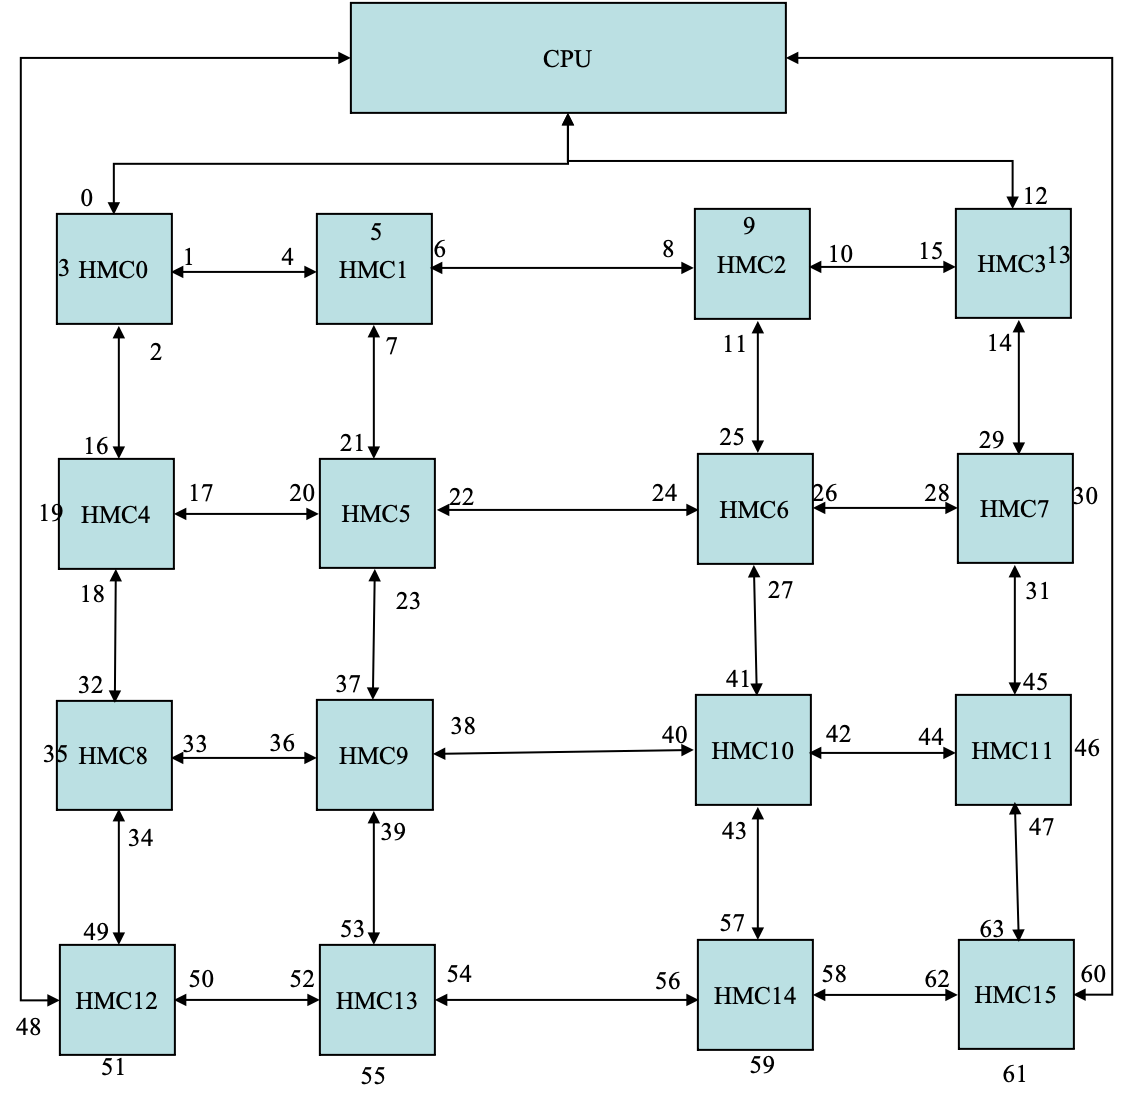 CPU
0
12
3 HMC0 1
4 HMC1 5 6
8 HMC2 9 10
15 HMC3 13
2
7
11
14
16
21
25
29
19 HMC4 17
20 HMC5 22
24 HMC6 26
28 HMC7 30
18
23
27
31
32
37
41
45
35 HMC8 33
36 HMC9 38
40 HMC10 42
44 HMC11 46
34
39
43
47
49
53
57
63
48 HMC12 50
52 HMC13 54
56 HMC14 58
62 HMC15 60
51
55
59
61